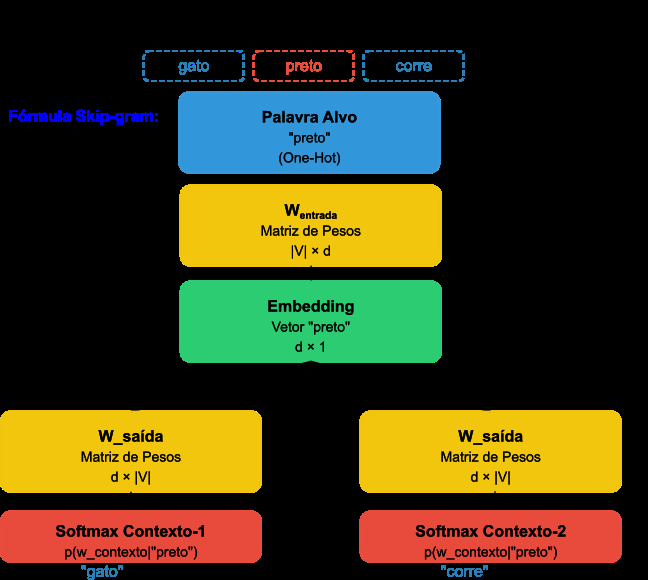 gato preto corre
Fórmula Skip-gram:
Palavra Alvo
"preto"
(One-Hot)
Wentrada
Matriz de Pesos
|V| × d
Embedding
Vetor "preto"
d × 1
W_saída
Matriz de Pesos
d × |V|
W_saída
Matriz de Pesos
d × |V|
Softmax Contexto-1
p(w_contexto|"preto")
"gato"
Softmax Contexto-2
p(w_contexto|"preto")
"corre"